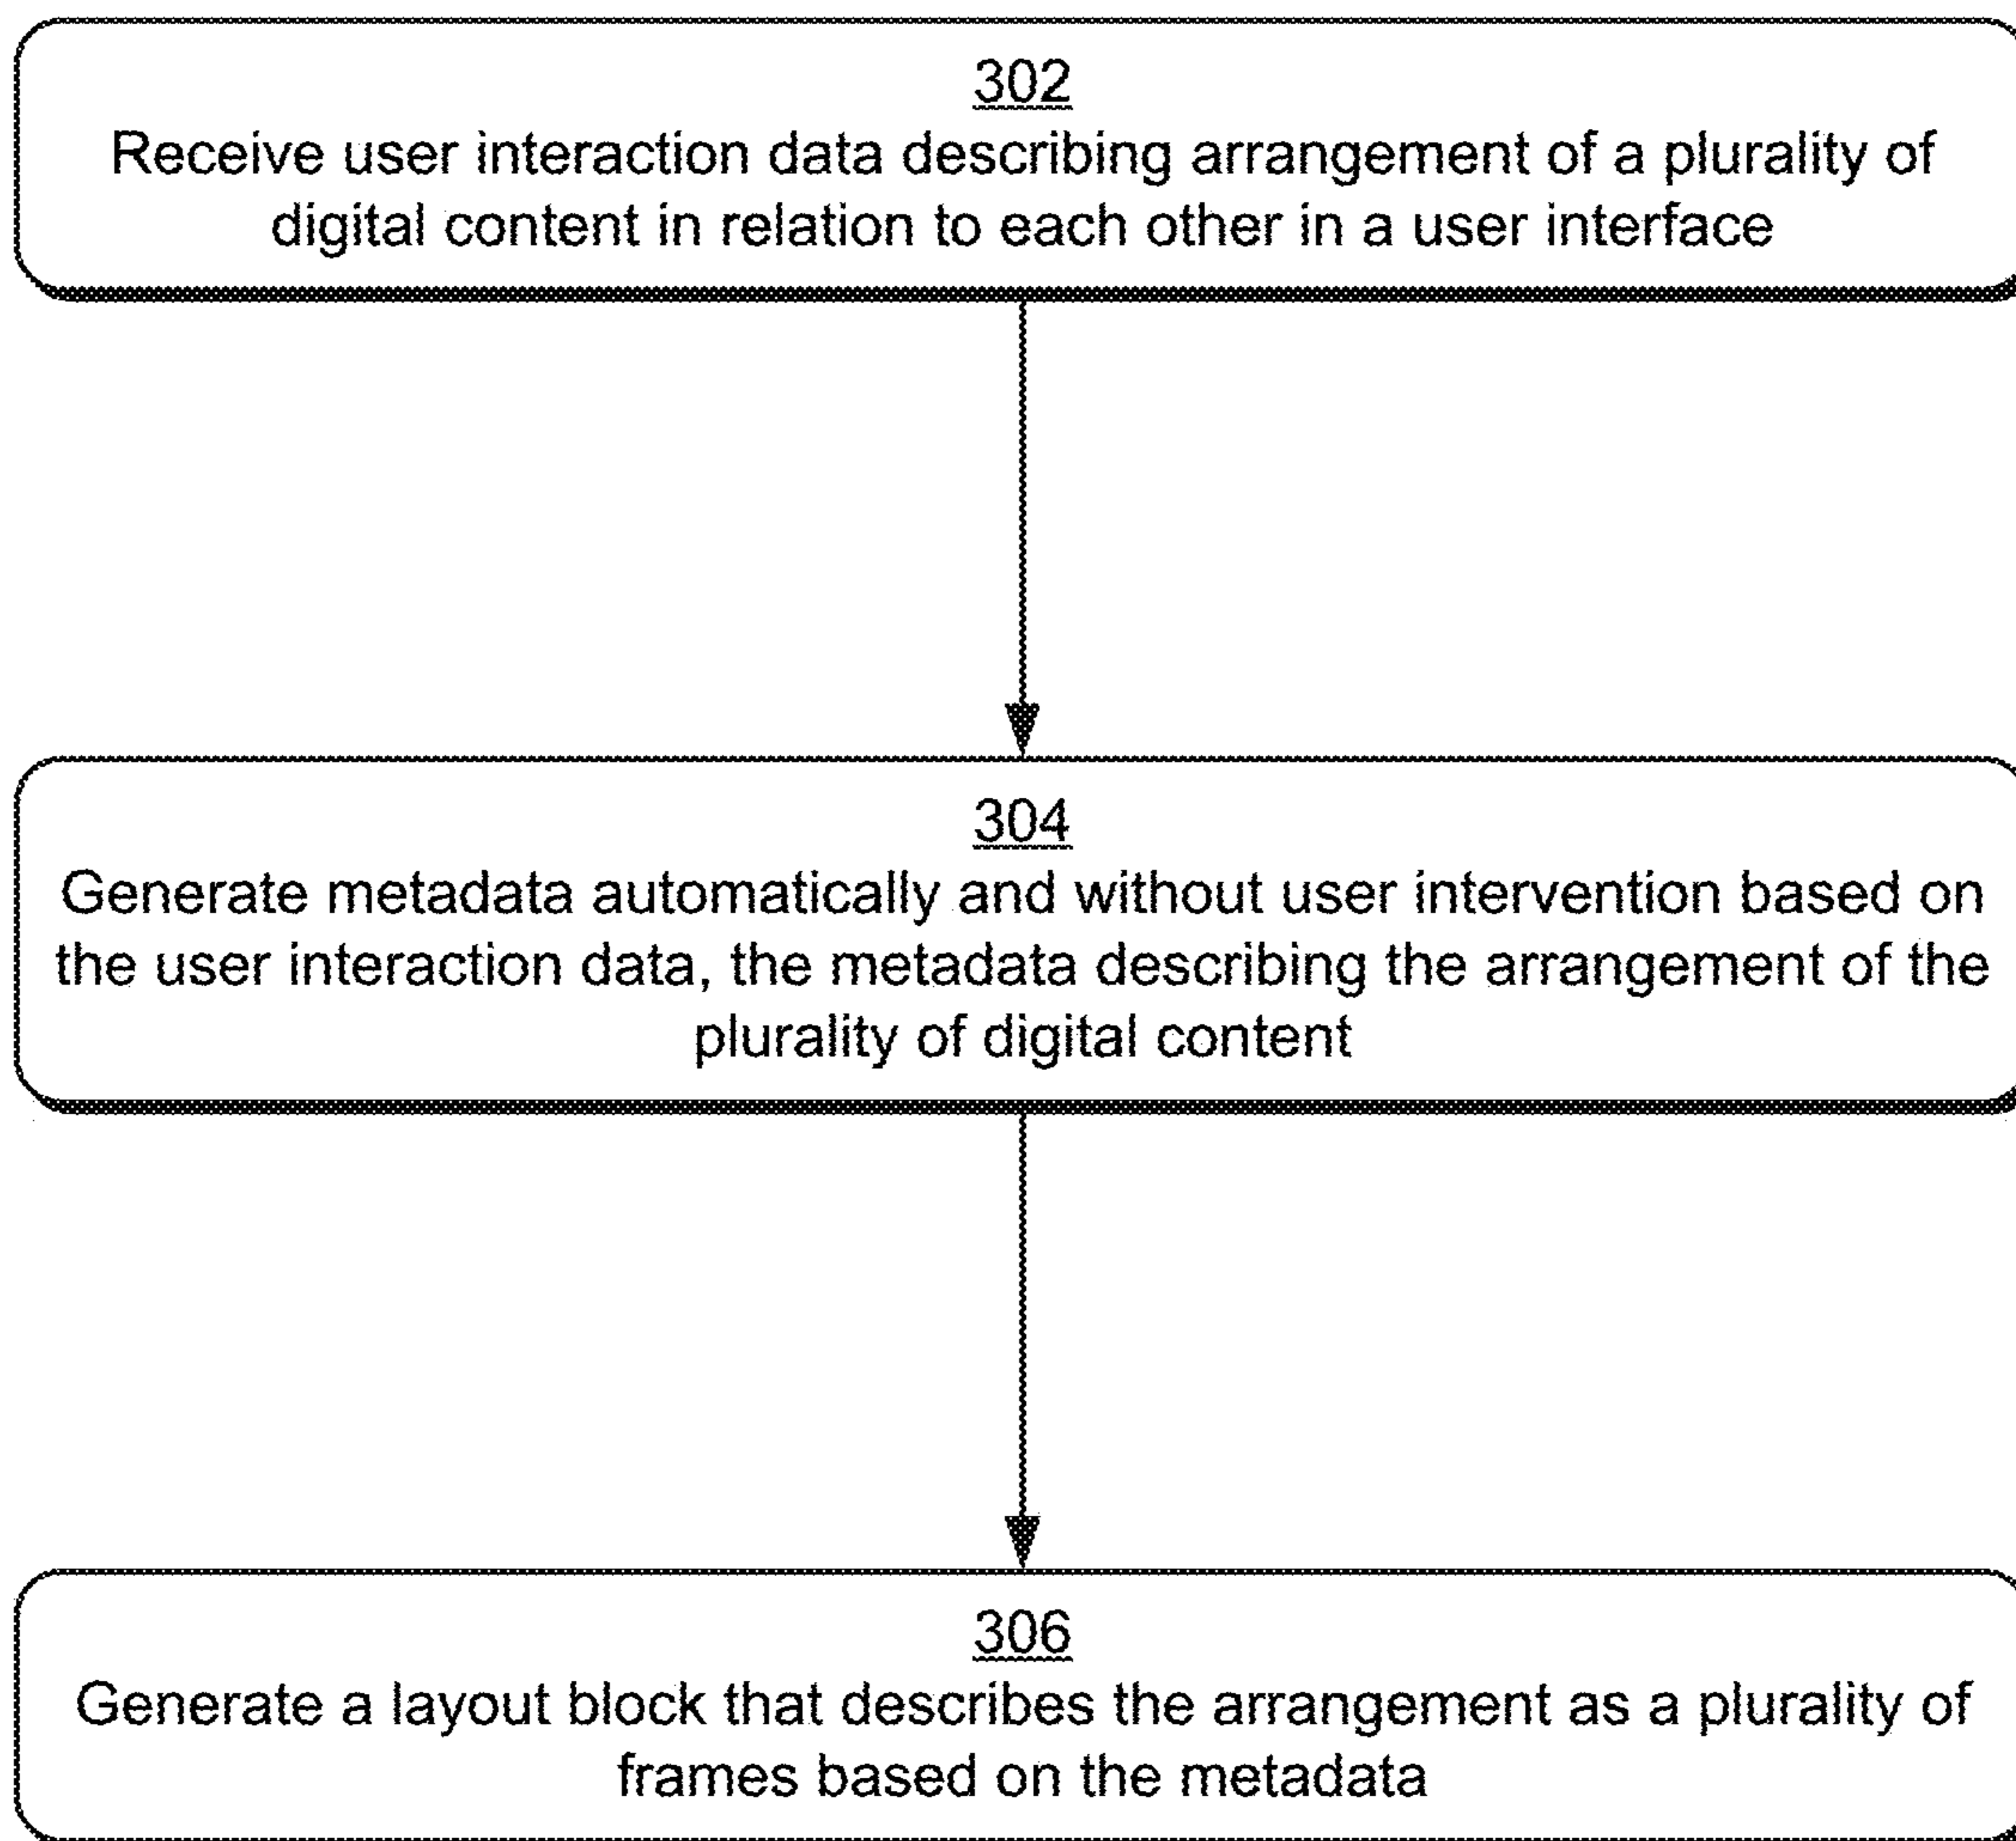 302
Receive user interaction data describing arrangement of a plurality of
digital content in relation to each other in a user interface
304
Generate metadata automatically and without user intervention based on
the user interaction data, the metadata describing the arrangement of the
plurality of digital content
306
Generate a layout block that describes the arrangement as a plurality of
frames based on the metadata